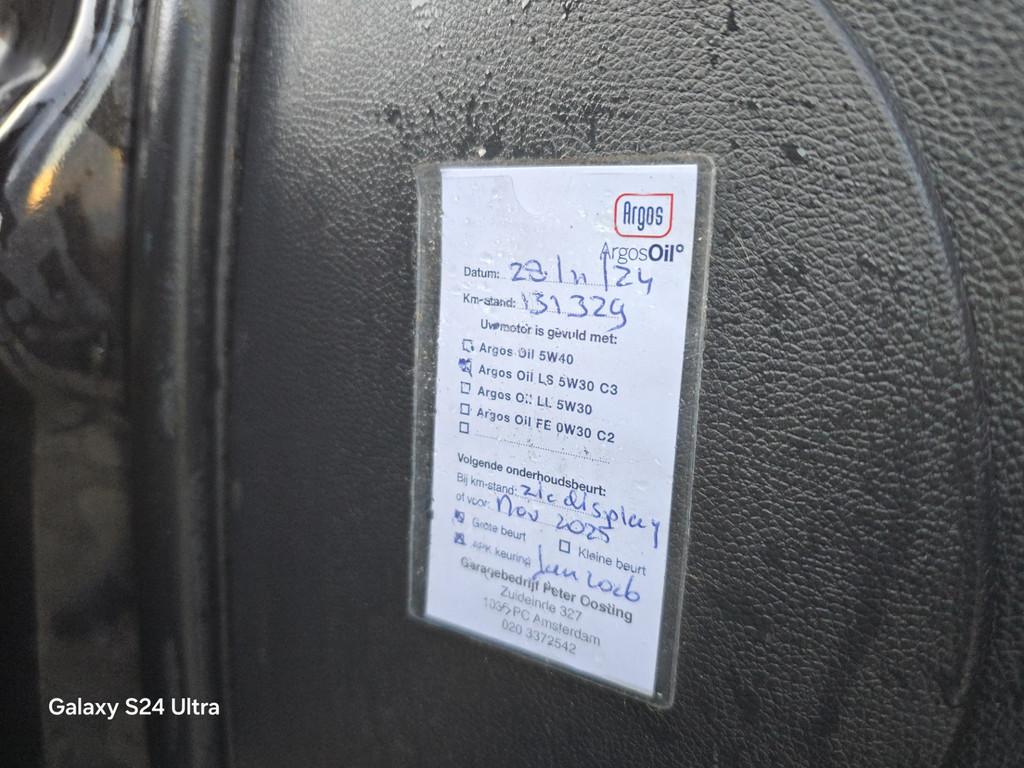 Argos
ArgosOil°
Datum: 28/11/24
Km-stand: 131329
Uw motor is gevuld met:
Argos Oil 5W40
Argos Oil LS 5W30 C3
Argos Oil LL 5W30
Argos Oil FE 0W30 C2
Volgende onderhoudsbeurt:
Bij km-stand: zie display
of voor: Nov 2025
Grote beurt Kleine beurt
APK keuring Jan 2026
Garagebedrijf Peter Oosting
Zuideinde 327
1035 PC Amsterdam
020 3372542
Galaxy S24 Ultra